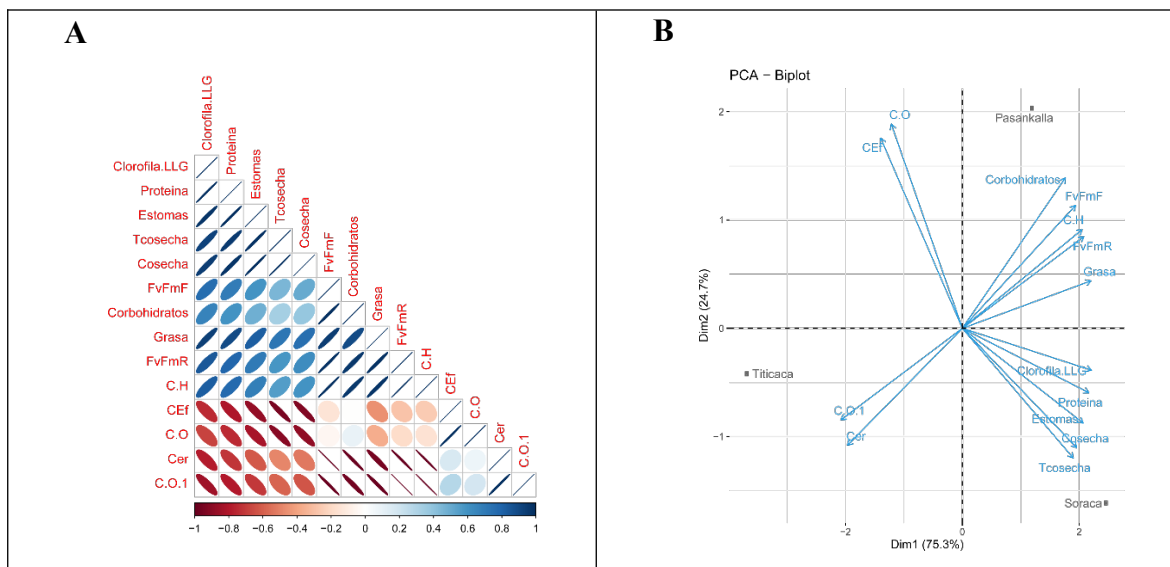 A
Clorofila.LLG
Proteina
Estomas
Tcosecha
Cosecha
FvFmF
Corbohidratos
Grasa
FvFmR
C.H
CEf
C.O
Cer
C.O.1
Clorofila.LLG
Proteina
Estomas
Tcosecha
Cosecha
FvFmF
Corbohidratos
Grasa
FvFmR
C.H
CEf
C.O
Cer
C.O.1
−1 −0.8 −0.6 −0.4 −0.2 0 0.2 0.4 0.6 0.8 1
B
PCA − Biplot
2
1
0
−1
Dim2 (24.7%)
C.O
CEf
Pasankalla
Corbohidratos
FvFmF
C.H
FvFmR
Grasa
Titicaca
Clorofila.LLG
Proteina
C.O.1
Estomas
Cer
Cosecha
Tcosecha
Soraca
−2 0 2
Dim1 (75.3%)